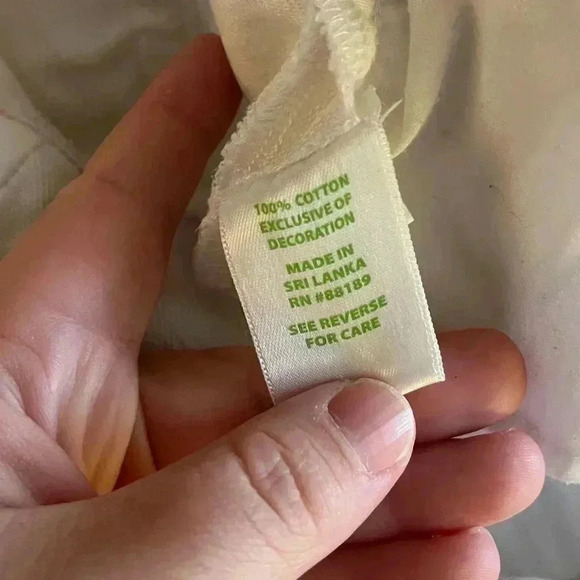 100% COTTON
EXCLUSIVE OF
DECORATION
MADE IN
SRI LANKA
RN #88189
SEE REVERSE
FOR CARE